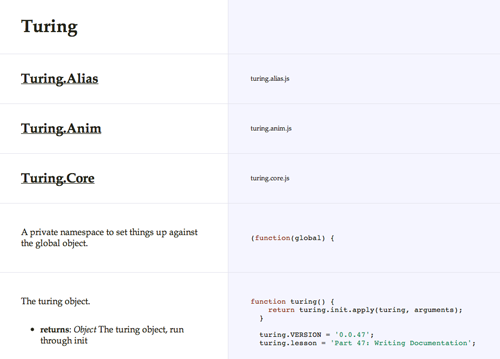 Turing
Turing.Alias
turing.alias.js
Turing.Anim
turing.anim.js
Turing.Core
turing.core.js
A private namespace to set things up against
the global object.
(function(global) {
The turing object.
• returns: Object The turing object, run
through init
function turing() {
return turing.init.apply(turing, arguments);
}
turing.VERSION = '0.0.47';
turing.lesson = 'Part 47: Writing Documentation';